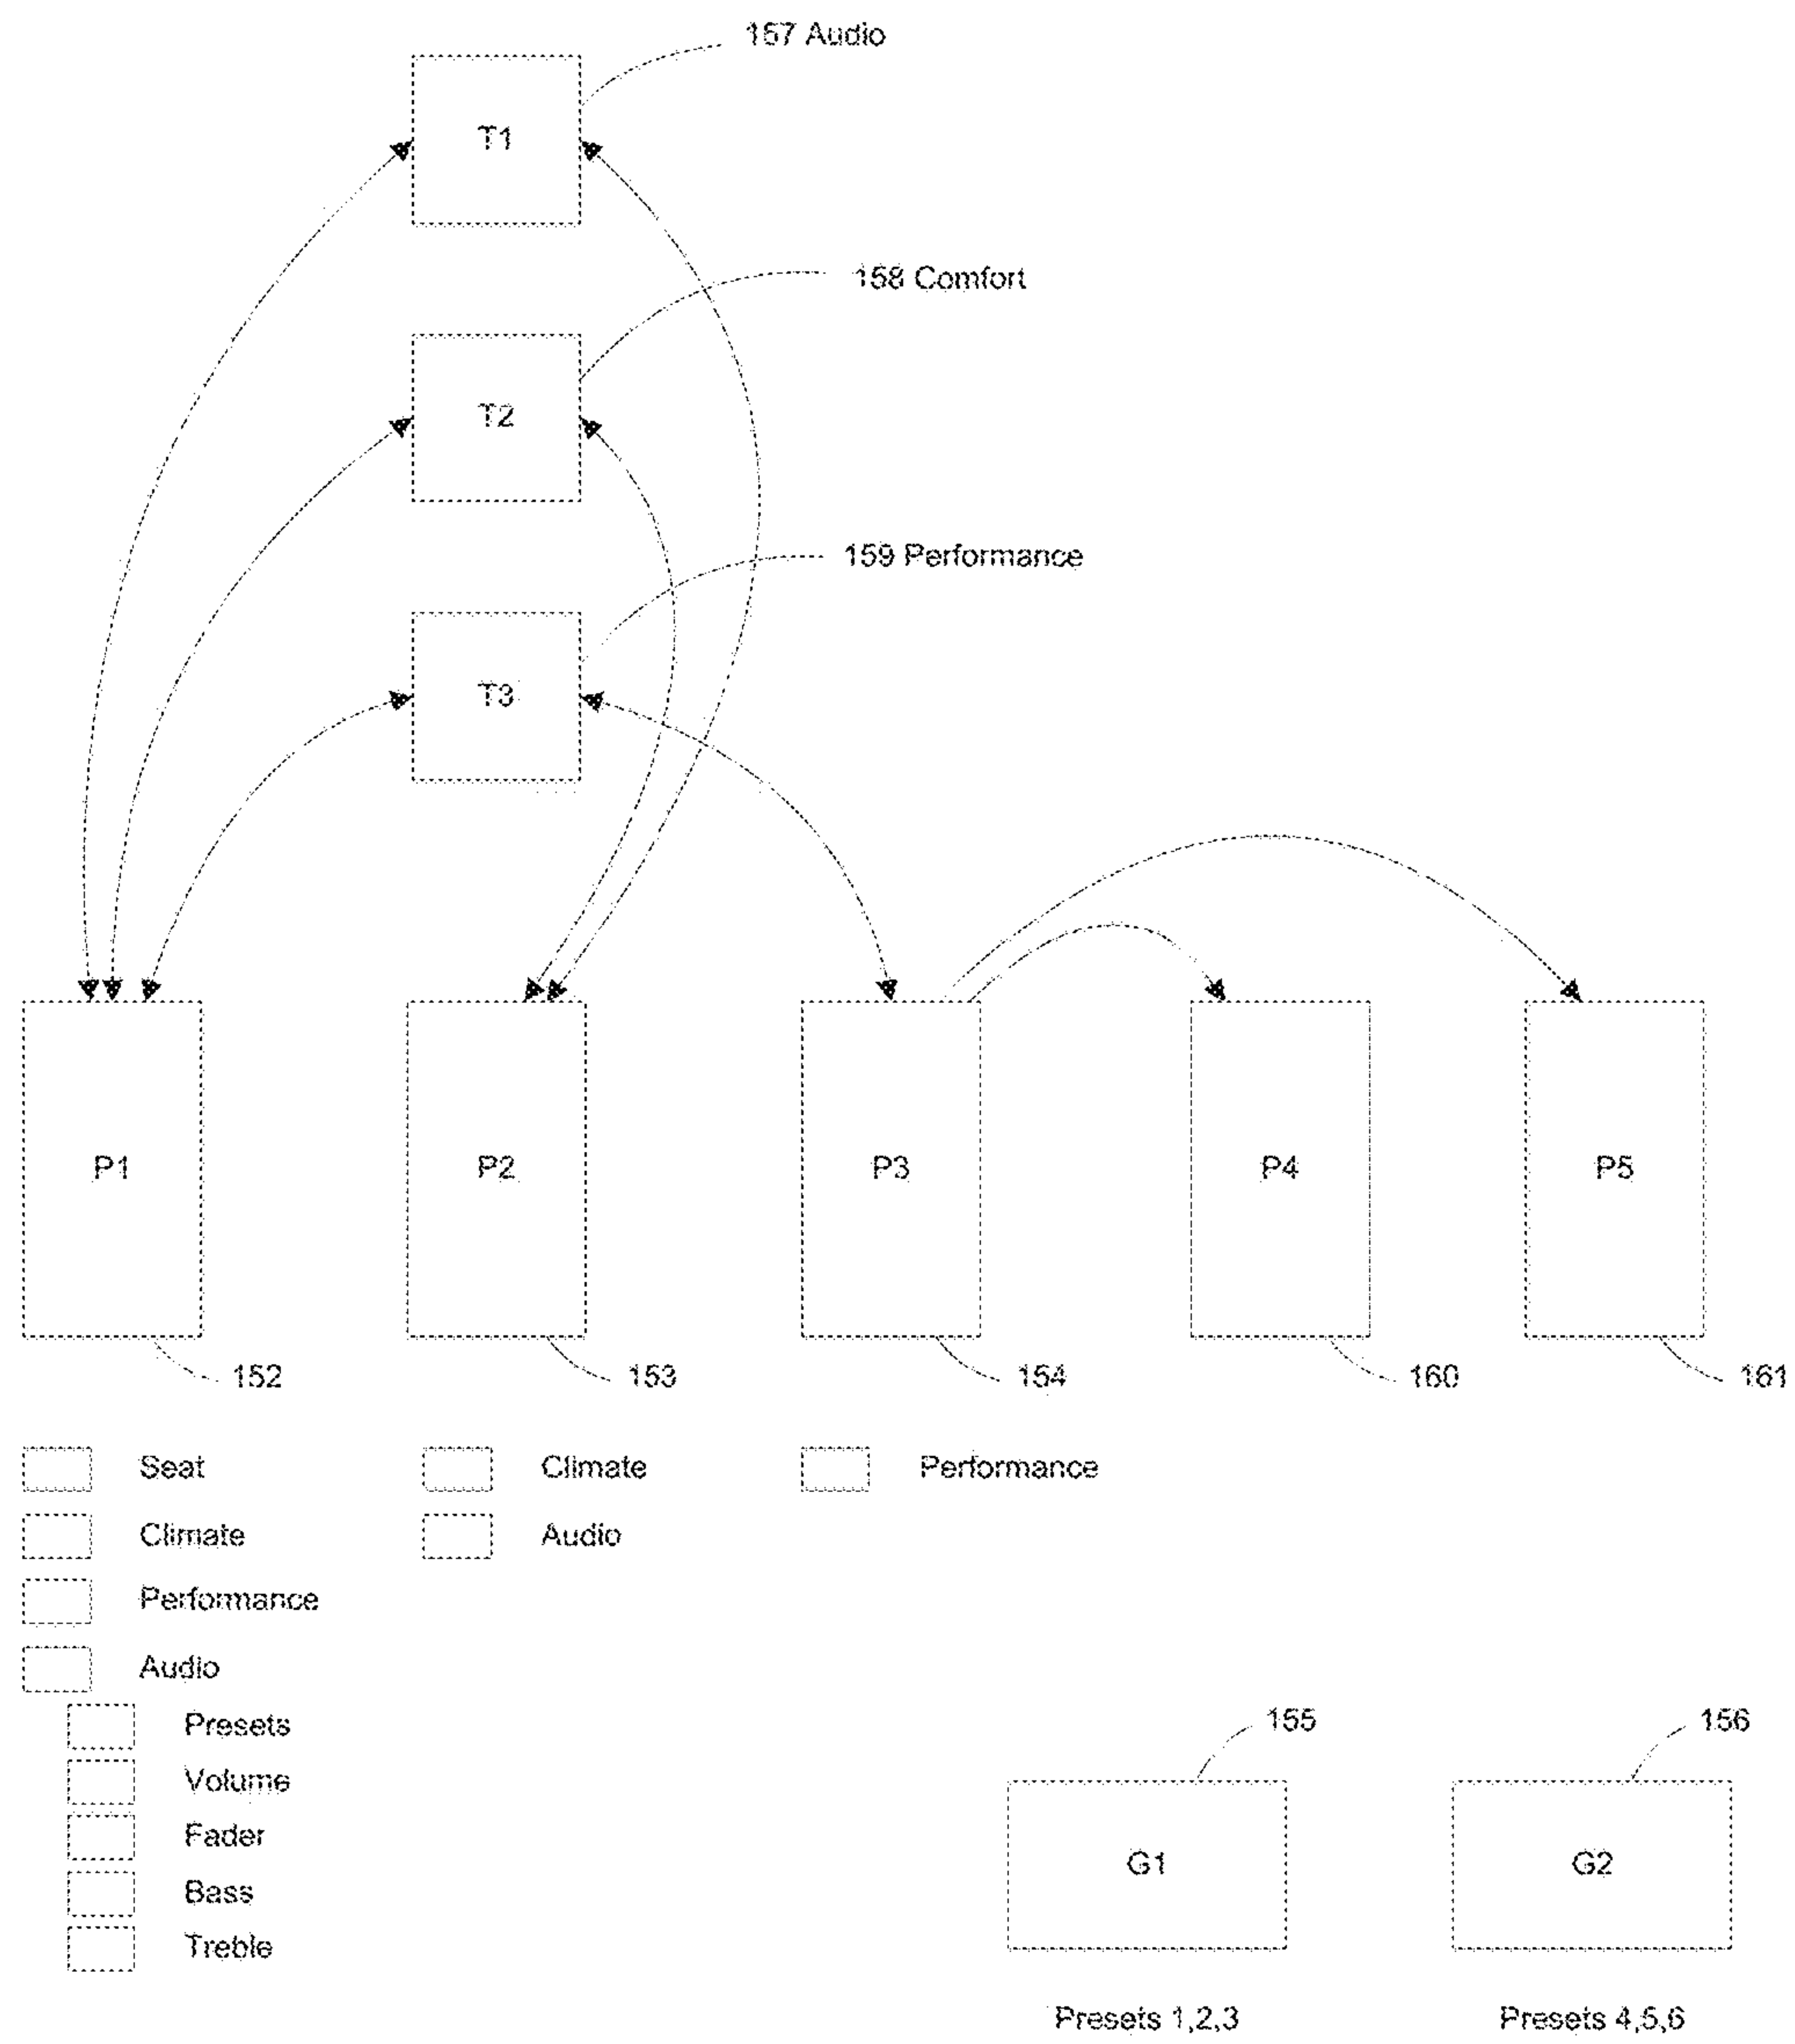 157 Audio
T1
158 Comfort
T2
159 Performance
T3
P1 P2 P3 P4 P5
152 153 154 160 161
Seat Climate Performance
Climate Audio
Performance
Audio
Presets
Volume
Fader
Bass
Treble
155 156
G1 G2
Presets 1,2,3 Presets 4,5,6